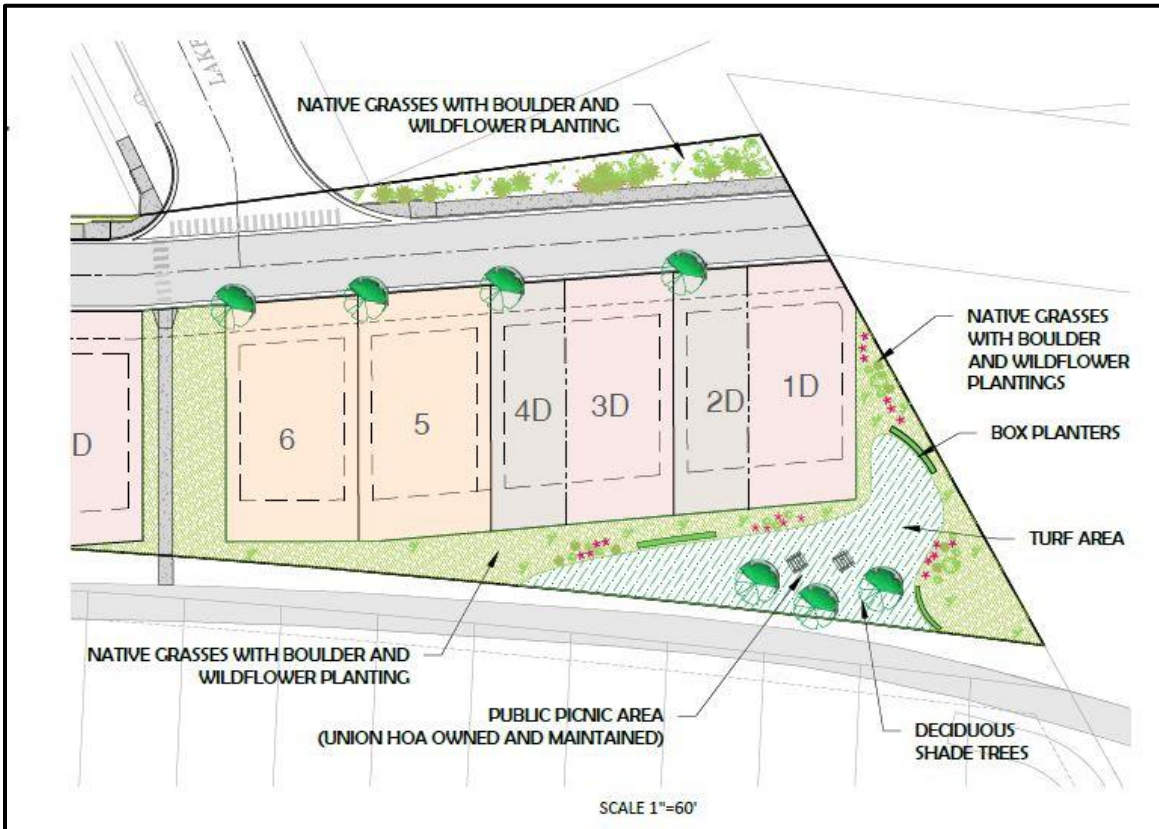 LAKE
NATIVE GRASSES WITH BOULDER AND
WILDFLOWER PLANTING
NATIVE GRASSES
WITH BOULDER
AND WILDFLOWER
PLANTINGS
BOX PLANTERS
D
6
5
4D
3D
2D
1D
TURF AREA
NATIVE GRASSES WITH BOULDER AND
WILDFLOWER PLANTING
PUBLIC PICNIC AREA
(UNION HOA OWNED AND MAINTAINED)
DECIDUOUS
SHADE TREES
SCALE 1"=60'